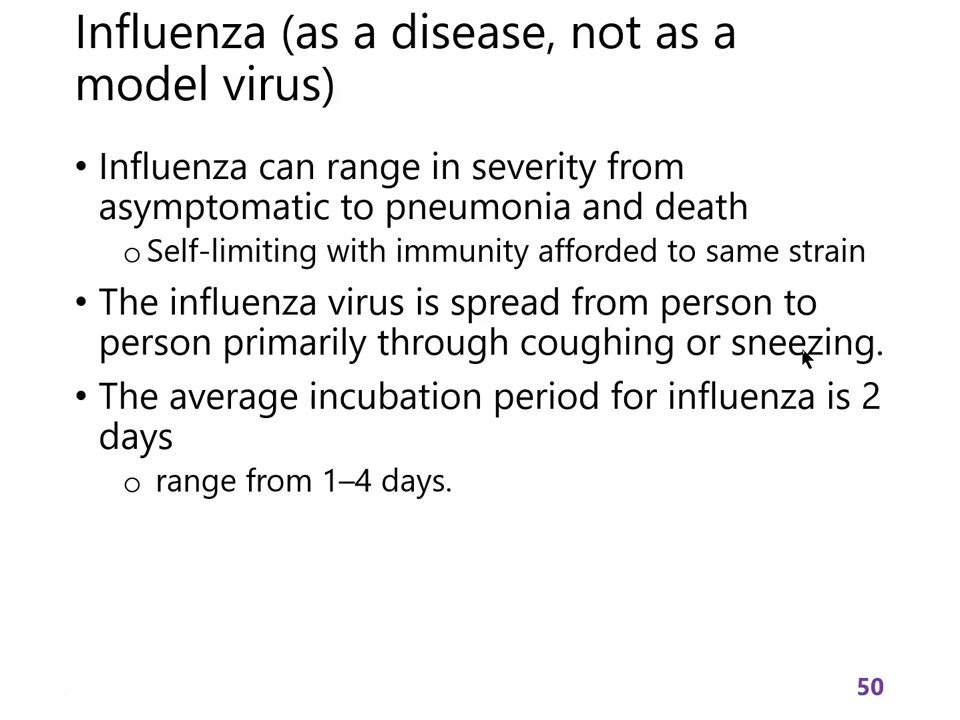 Influenza (as a disease, not as a
model virus)
• Influenza can range in severity from
asymptomatic to pneumonia and death
o Self-limiting with immunity afforded to same strain
• The influenza virus is spread from person to
person primarily through coughing or sneezing.
• The average incubation period for influenza is 2
days
o range from 1–4 days.
50